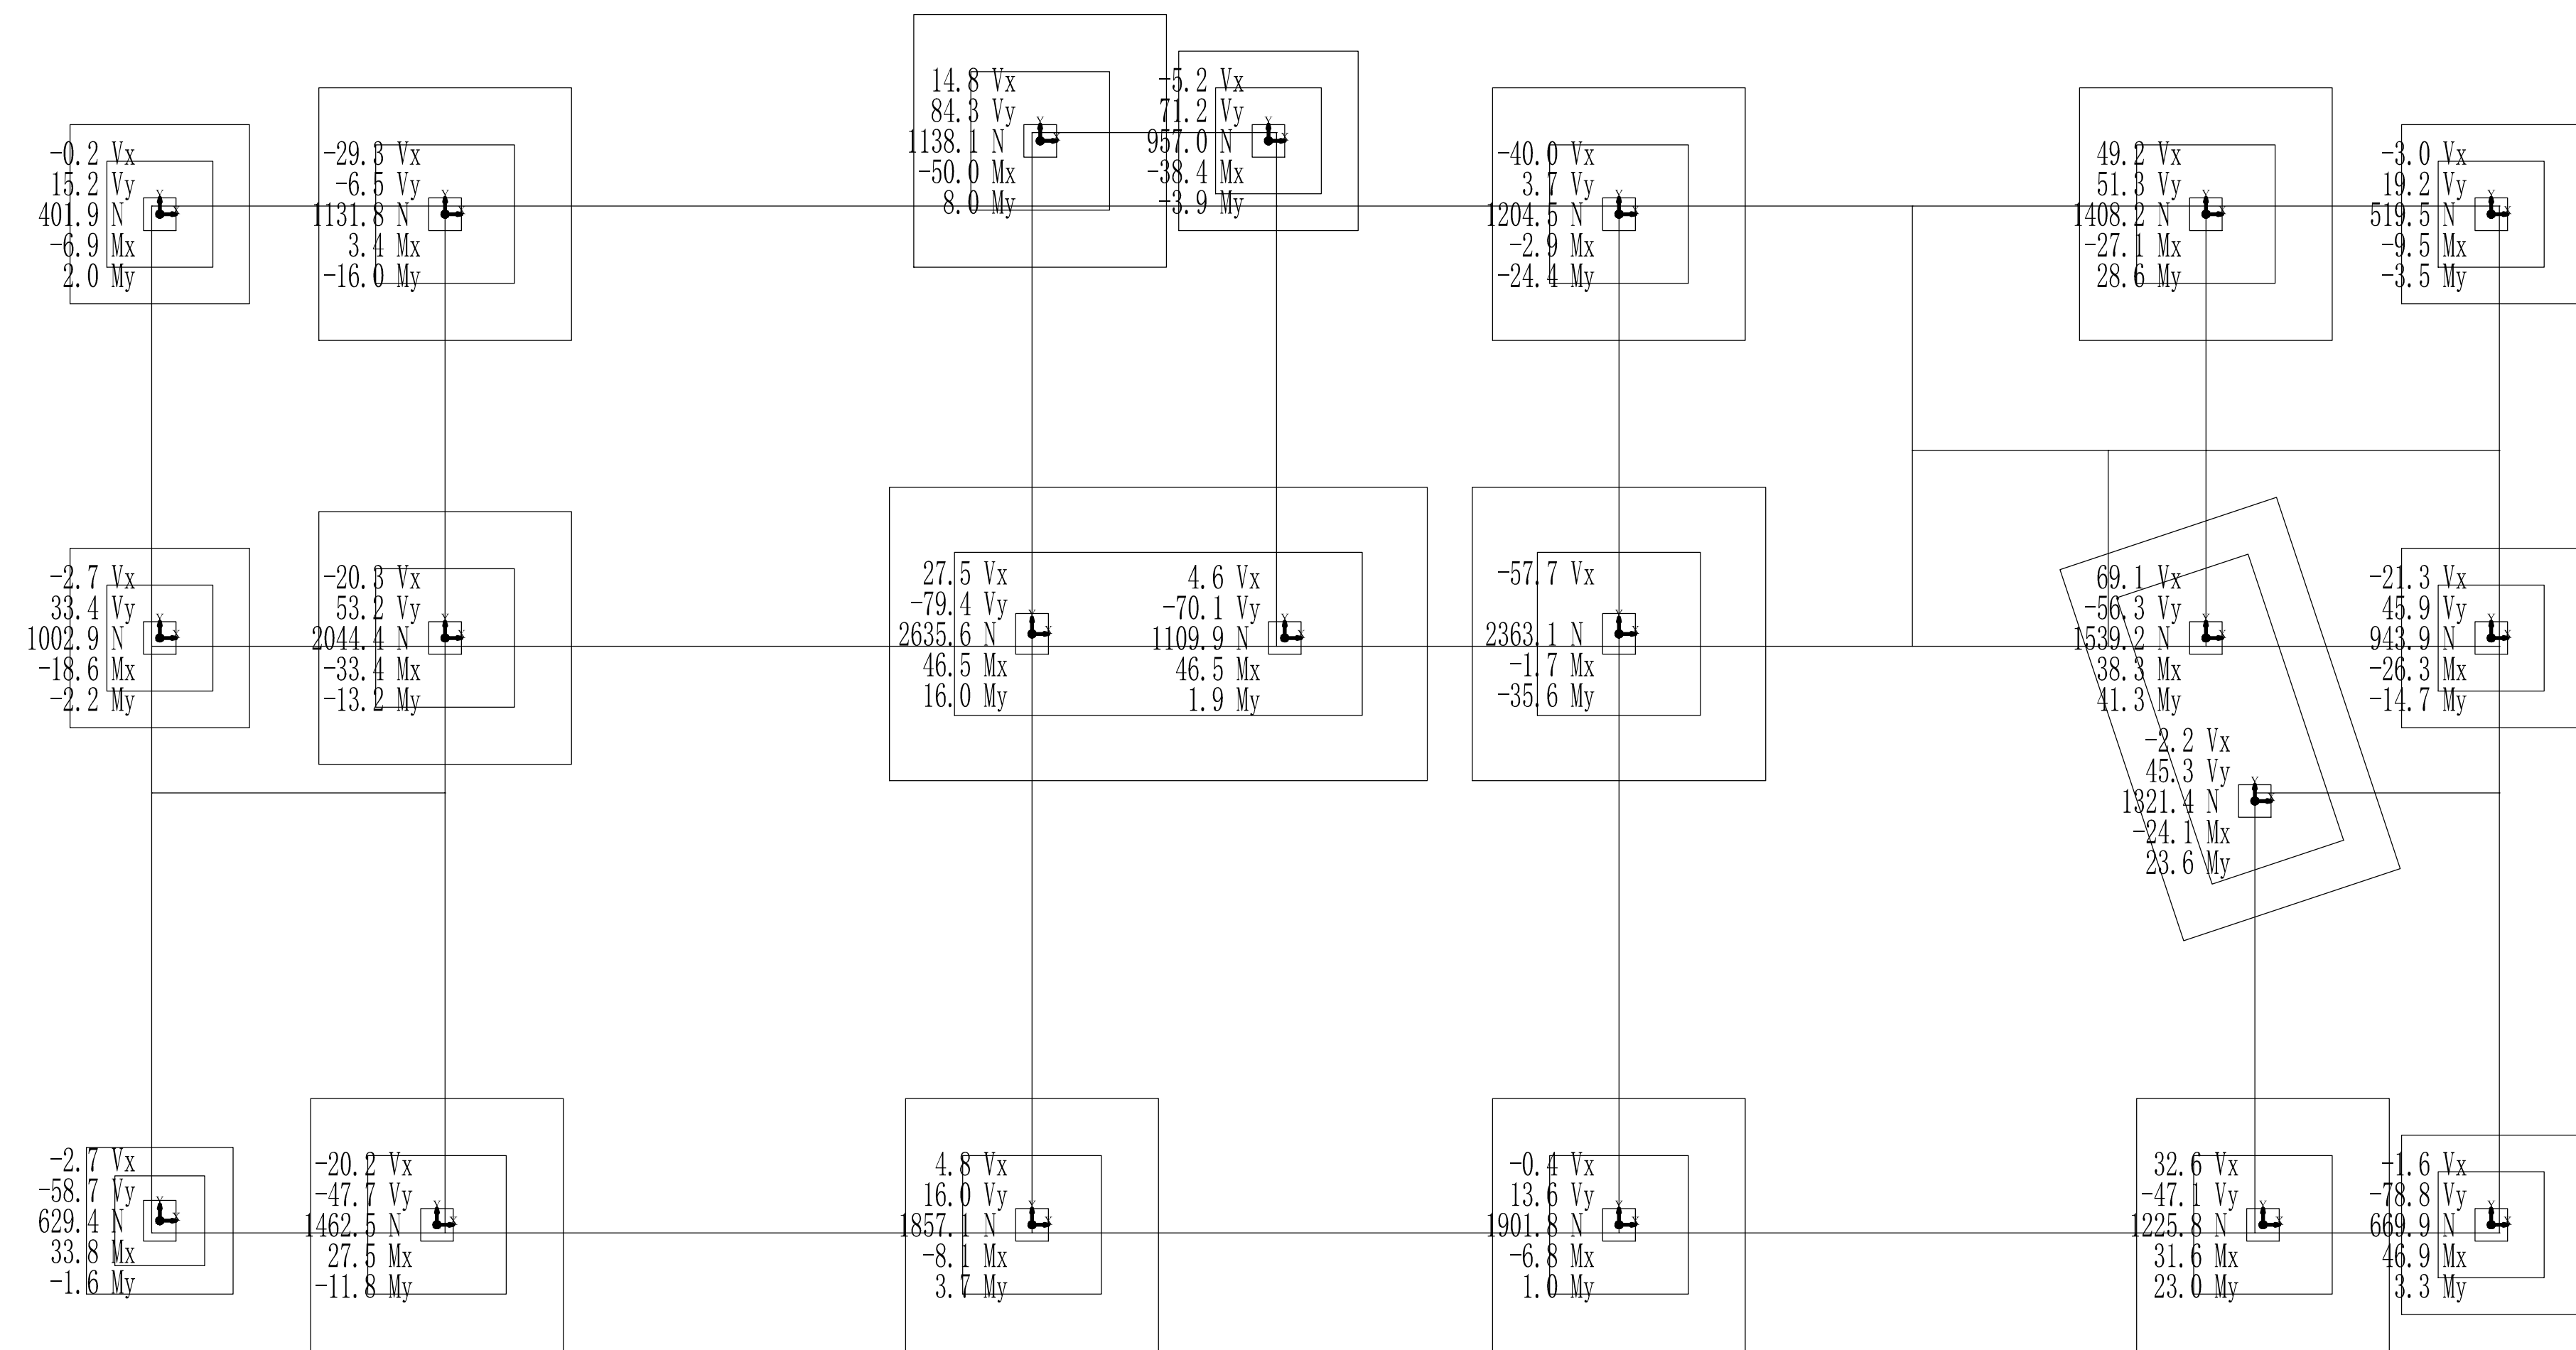 14.8 Vx
84.3 Vy
1138.1 N
-50.0 Mx
8.0 My
-5.2 Vx
71.2 Vy
957.0 N
-38.4 Mx
-3.9 My
-0.2 Vx
15.2 Vy
401.9 N
-6.9 Mx
2.0 My
-29.3 Vx
-6.5 Vy
1131.8 N
3.4 Mx
-16.0 My
-40.0 Vx
3.7 Vy
1204.5 N
-2.9 Mx
-24.4 My
49.2 Vx
51.3 Vy
1408.2 N
-27.1 Mx
28.6 My
-3.0 Vx
19.2 Vy
519.5 N
-9.5 Mx
-3.5 My
-2.7 Vx
33.4 Vy
1002.9 N
-18.6 Mx
-2.2 My
-20.3 Vx
53.2 Vy
2044.4 N
-33.4 Mx
-13.2 My
27.5 Vx
-79.4 Vy
2635.6 N
46.5 Mx
16.0 My
4.6 Vx
-70.1 Vy
1109.9 N
46.5 Mx
1.9 My
-57.7 Vx
2363.1 N
-1.7 Mx
-35.6 My
69.1 Vx
-56.3 Vy
1539.2 N
38.3 Mx
41.3 My
-21.3 Vx
45.9 Vy
943.9 N
-26.3 Mx
-14.7 My
-2.2 Vx
45.3 Vy
1321.4 N
-24.1 Mx
23.6 My
-2.7 Vx
-58.7 Vy
629.4 N
33.8 Mx
-1.6 My
-20.2 Vx
-47.7 Vy
1462.5 N
27.5 Mx
-11.8 My
4.8 Vx
16.0 Vy
1857.1 N
-8.1 Mx
3.7 My
-0.4 Vx
13.6 Vy
1901.8 N
-6.8 Mx
1.0 My
32.6 Vx
-47.1 Vy
1225.8 N
31.6 Mx
23.0 My
-1.6 Vx
-78.8 Vy
669.9 N
46.9 Mx
3.3 My